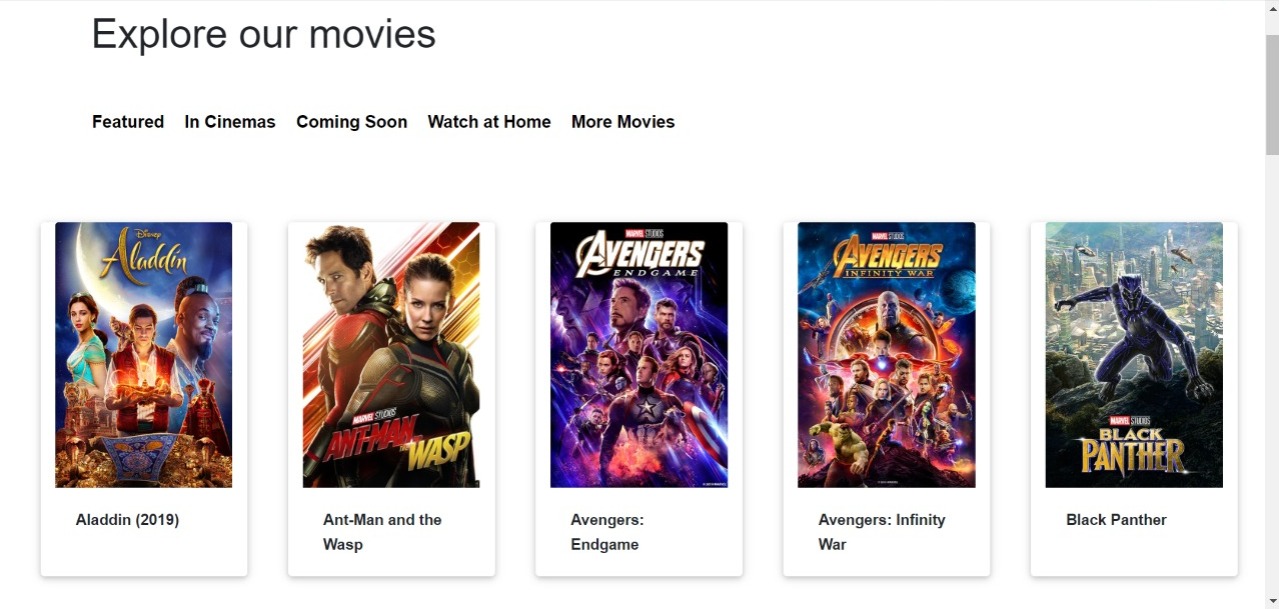 Explore our movies
Featured In Cinemas Coming Soon Watch at Home More Movies
Disney
Aladdin
Aladdin (2019)
MARVEL STUDIOS
ANT-MAN
AND THE WASP
Ant-Man and the
Wasp
MARVEL STUDIOS
AVENGERS
ENDGAME
Avengers:
Endgame
MARVEL STUDIOS
AVENGERS
INFINITY WAR
Avengers: Infinity
War
MARVEL STUDIOS
BLACK
PANTHER
Black Panther